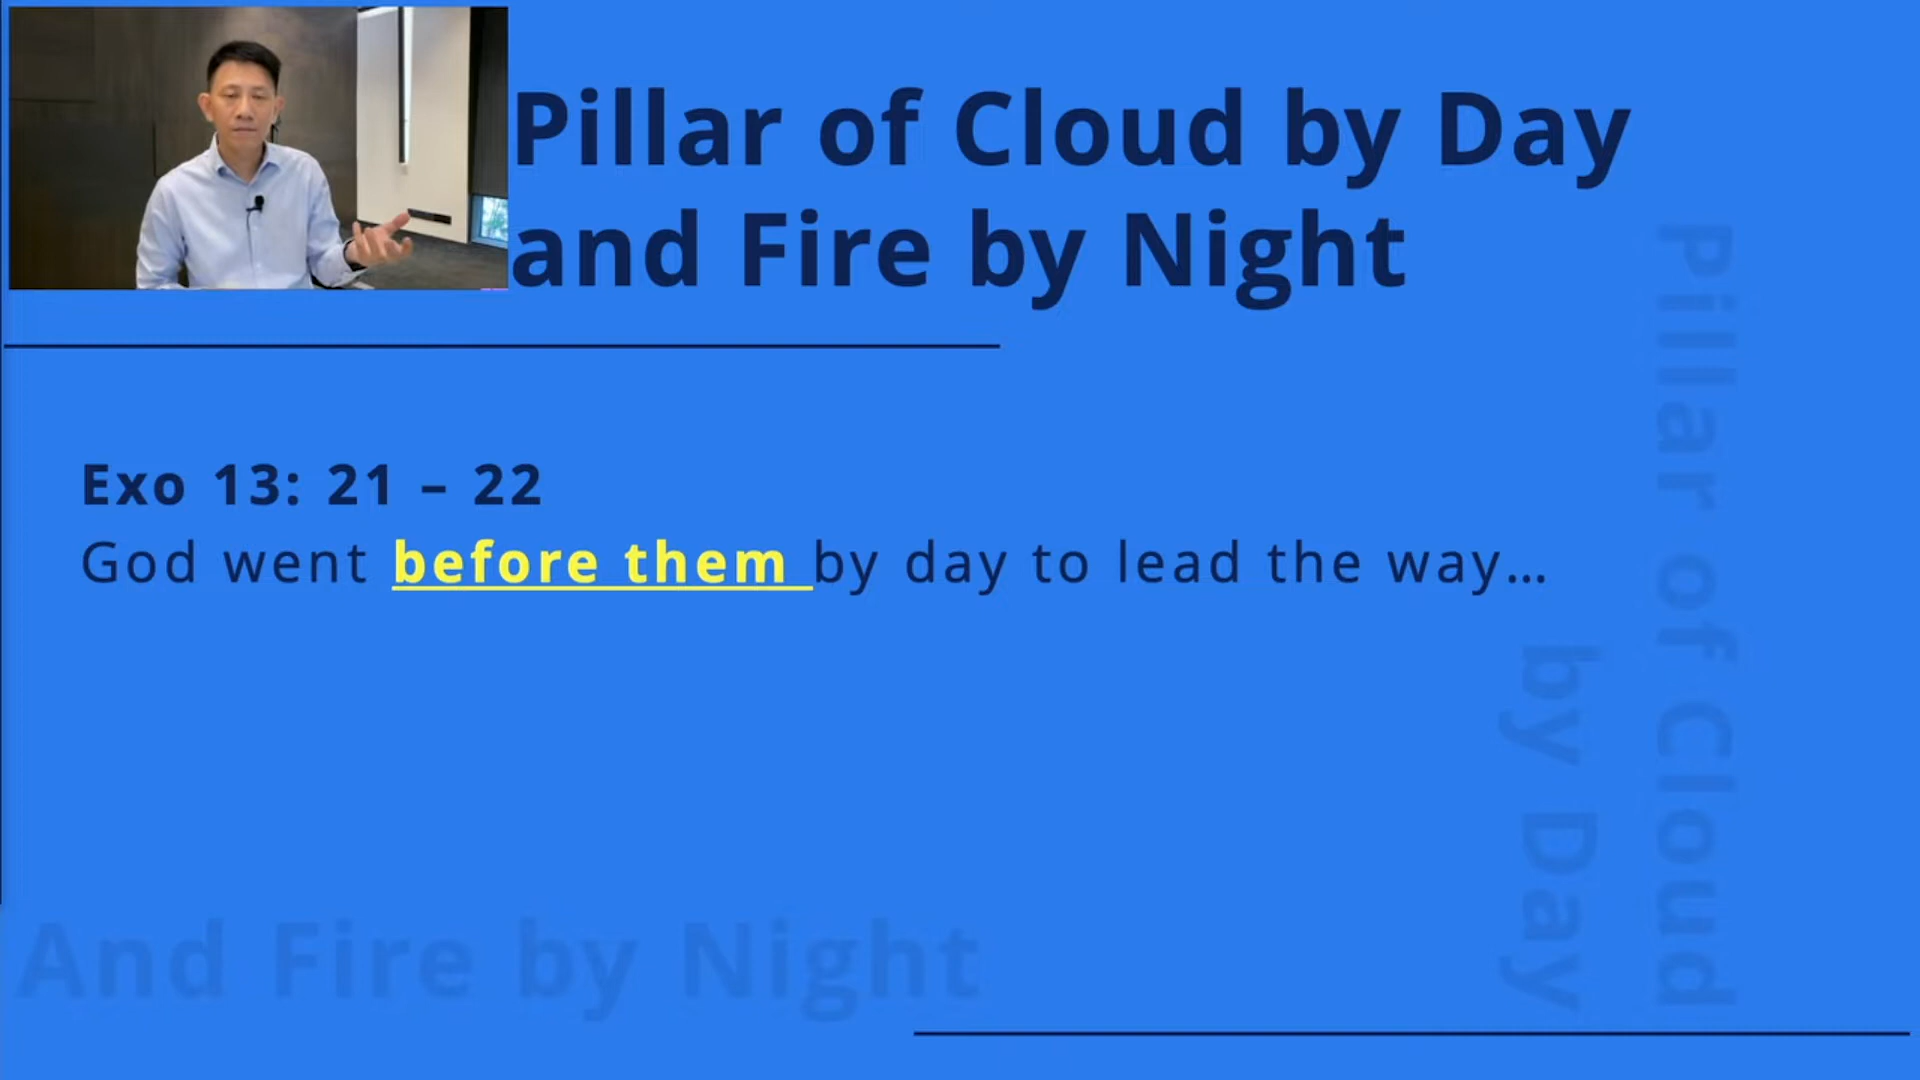 Pillar of Cloud by Day
and Fire by Night
Exo 13: 21 – 22
God went before them by day to lead the way...
Pillar of Cloud
by Day
And Fire by Night